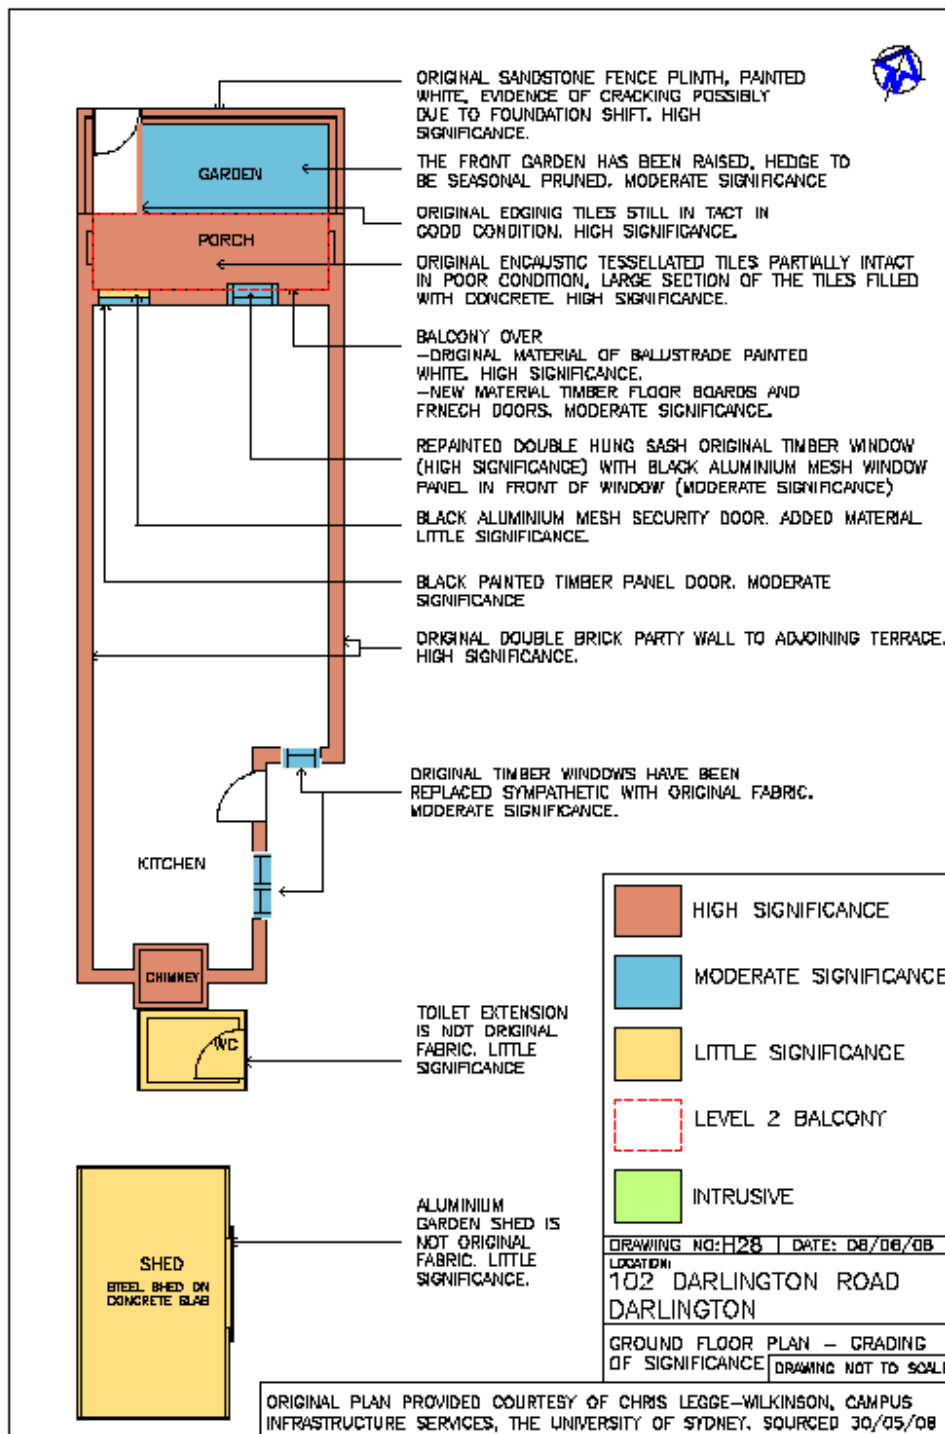 ORIGINAL SANDSTONE FENCE PLINTH, PAINTED
WHITE, EVIDENCE OF CRACKING POSSIBLY
DUE TO FOUNDATION SHIFT. HIGH
SIGNIFICANCE.
THE FRONT GARDEN HAS BEEN RAISED, HEDGE TO
BE SEASONAL PRUNED. MODERATE SIGNIFICANCE
ORIGINAL EDGINIG TILES STILL IN TACT IN
GOOD CONDITION. HIGH SIGNIFICANCE.
ORIGINAL ENCAUSTIC TESSELLATED TILES PARTIALLY INTACT
IN POOR CONDITION, LARGE SECTION OF THE TILES FILLED
WITH CONCRETE. HIGH SIGNIFICANCE.
BALCONY OVER
-ORIGINAL MATERIAL OF BALUSTRADE PAINTED
WHITE. HIGH SIGNIFICANCE.
-NEW MATERIAL TIMBER FLOOR BOARDS AND
FRNECH DOORS. MODERATE SIGNIFICANCE.
REPAINTED DOUBLE HUNG SASH ORIGINAL TIMBER WINDOW
(HIGH SIGNIFICANCE) WITH BLACK ALUMINIUM MESH WINDOW
PANEL IN FRONT OF WINDOW (MODERATE SIGNIFICANCE)
BLACK ALUMINIUM MESH SECURITY DOOR. ADDED MATERIAL
LITTLE SIGNIFICANCE.
BLACK PAINTED TIMBER PANEL DOOR. MODERATE
SIGNIFICANCE
ORIGINAL DOUBLE BRICK PARTY WALL TO ADJOINING TERRACE.
HIGH SIGNIFICANCE.
ORIGINAL TIMBER WINDOWS HAVE BEEN
REPLACED SYMPATHETIC WITH ORIGINAL FABRIC.
MODERATE SIGNIFICANCE.
TOILET EXTENSION
IS NOT ORIGINAL
FABRIC. LITTLE
SIGNIFICANCE
ALUMINIUM
GARDEN SHED IS
NOT ORIGINAL
FABRIC. LITTLE
SIGNIFICANCE.
GARDEN
PORCH
KITCHEN
CHIMNEY
WC
SHED
STEEL SHED ON
CONCRETE SLAB
HIGH SIGNIFICANCE
MODERATE SIGNIFICANCE
LITTLE SIGNIFICANCE
LEVEL 2 BALCONY
INTRUSIVE
DRAWING NO: H28 DATE: 08/08/08
LOCATION:
102 DARLINGTON ROAD
DARLINGTON
GROUND FLOOR PLAN - GRADING
OF SIGNIFICANCE
DRAWING NOT TO SCALE
ORIGINAL PLAN PROVIDED COURTESY OF CHRIS LEGGE-WILKINSON, CAMPUS
INFRASTRUCTURE SERVICES, THE UNIVERSITY OF SYDNEY. SOURCED 30/05/08